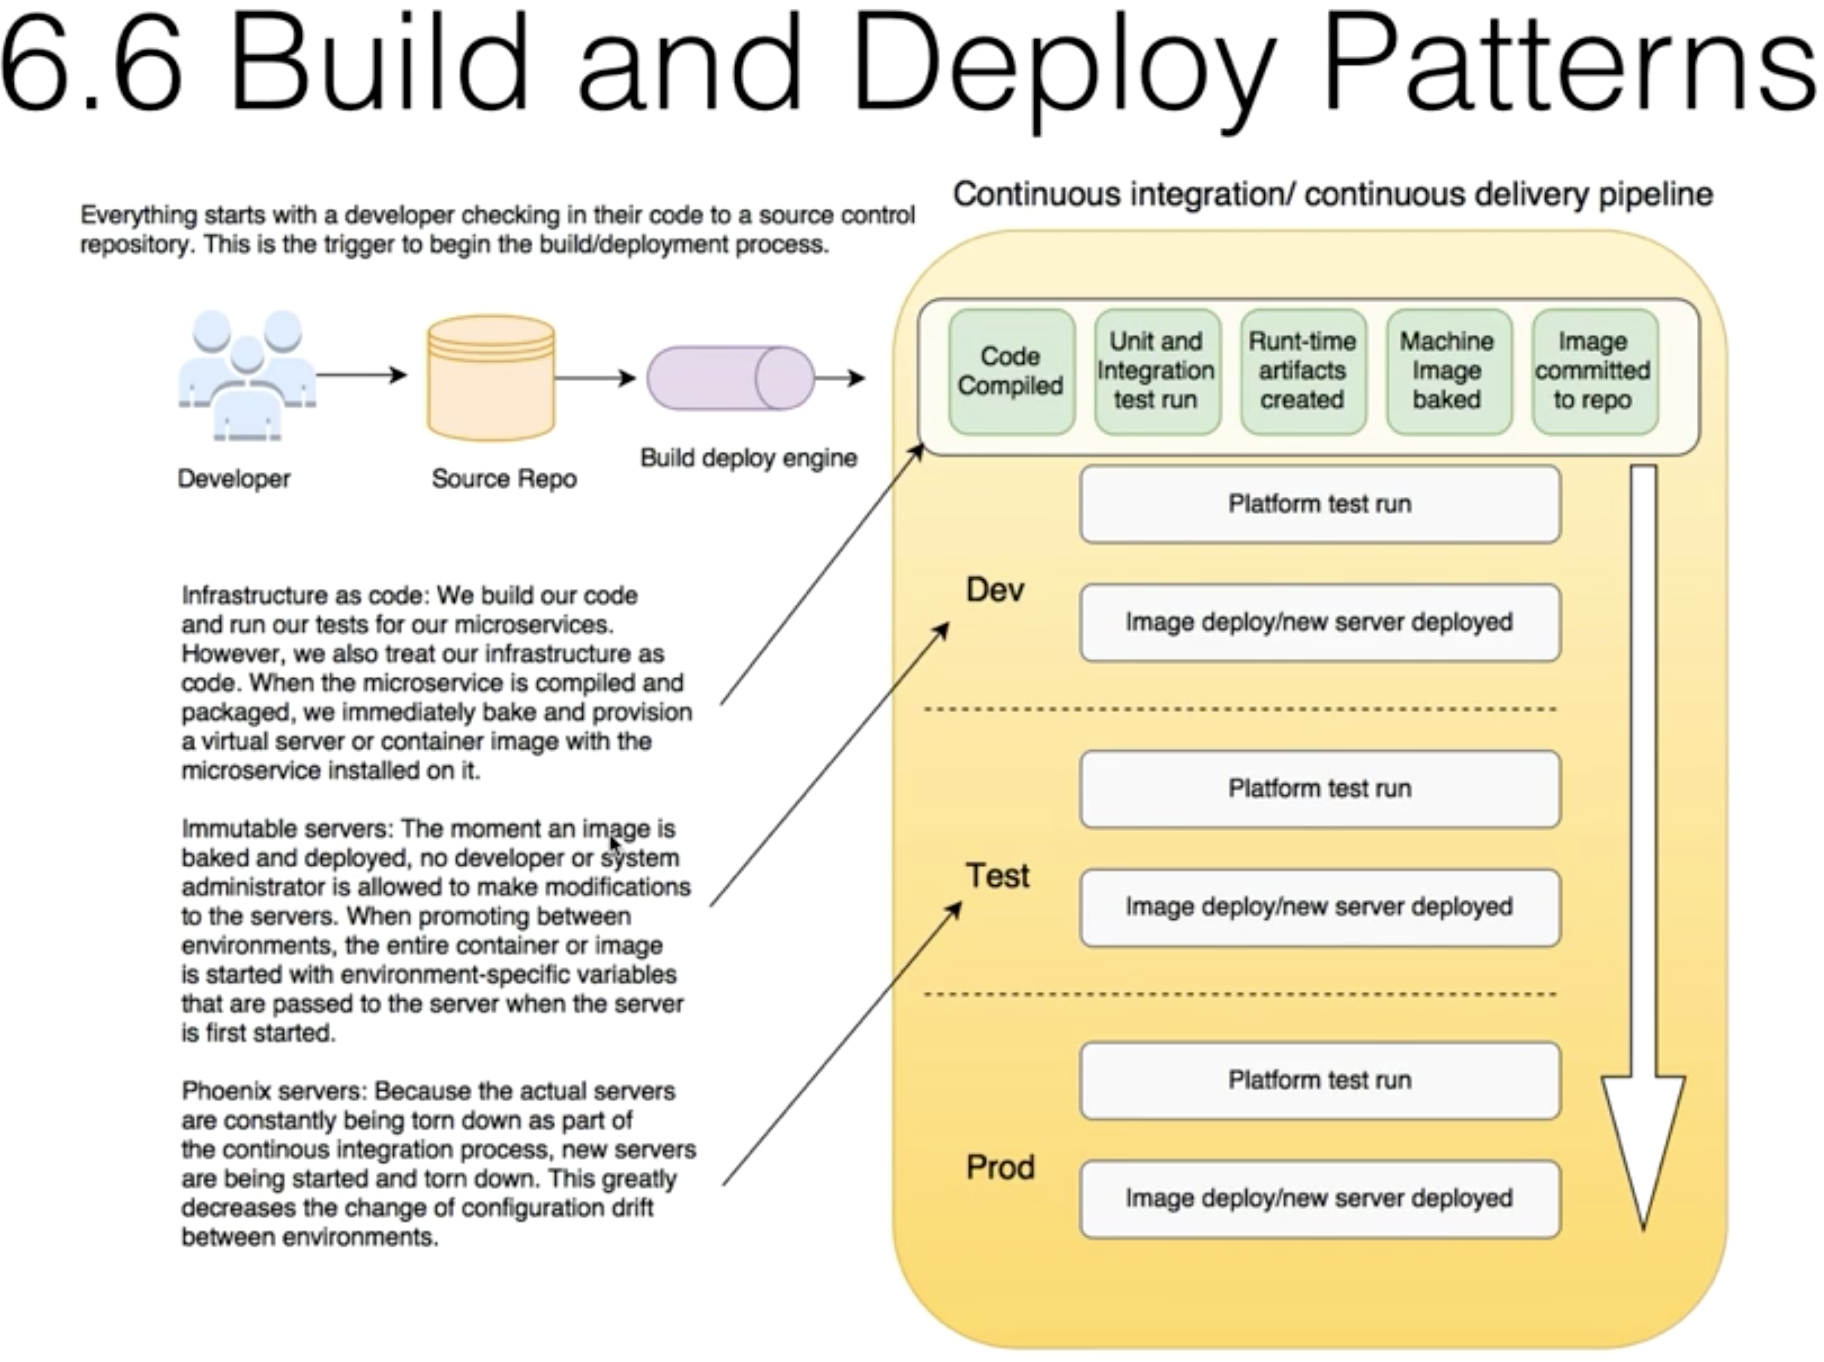 6.6 Build and Deploy Patterns
Everything starts with a developer checking in their code to a source control
repository. This is the trigger to begin the build/deployment process.
Developer
Source Repo
Build deploy engine
Infrastructure as code: We build our code
and run our tests for our microservices.
However, we also treat our infrastructure as
code. When the microservice is compiled and
packaged, we immediately bake and provision
a virtual server or container image with the
microservice installed on it.
Immutable servers: The moment an image is
baked and deployed, no developer or system
administrator is allowed to make modifications
to the servers. When promoting between
environments, the entire container or image
is started with environment-specific variables
that are passed to the server when the server
is first started.
Phoenix servers: Because the actual servers
are constantly being torn down as part of
the continous integration process, new servers
are being started and torn down. This greatly
decreases the change of configuration drift
between environments.
Continuous integration/ continuous delivery pipeline
Code
Compiled
Unit and
Integration
test run
Runt-time
artifacts
created
Machine
Image
baked
Image
committed
to repo
Platform test run
Dev
Image deploy/new server deployed
Platform test run
Test
Image deploy/new server deployed
Platform test run
Prod
Image deploy/new server deployed